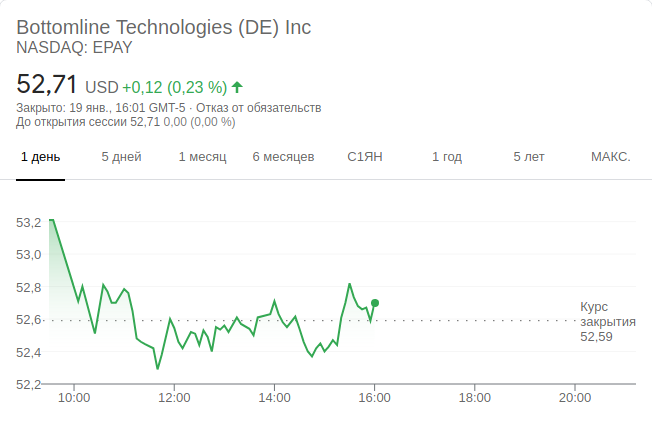 Bottomline Technologies (DE) Inc
NASDAQ: EPAY
52,71 USD +0,12 (0,23 %)
Закрыто: 19 янв., 16:01 GMT-5 · Отказ от обязательств
До открытия сессии 52,71 0,00 (0,00 %)
1 день 5 дней 1 месяц 6 месяцев С1ЯН 1 год 5 лет МАКС.
53,2
53,0
52,8
52,6
52,4
52,2
Курс
закрытия
52,59
10:00 12:00 14:00 16:00 18:00 20:00